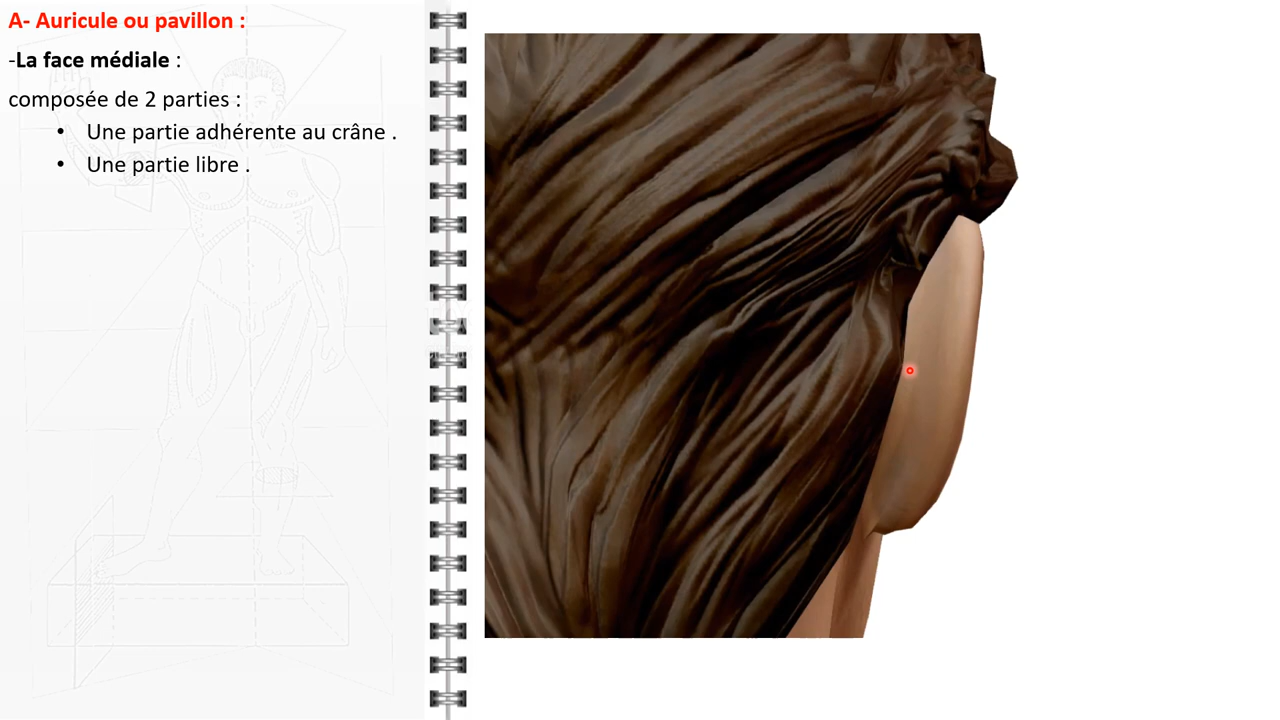 A- Auricule ou pavillon :
-La face médiale :
composée de 2 parties :
• Une partie adhérente au crâne .
• Une partie libre .